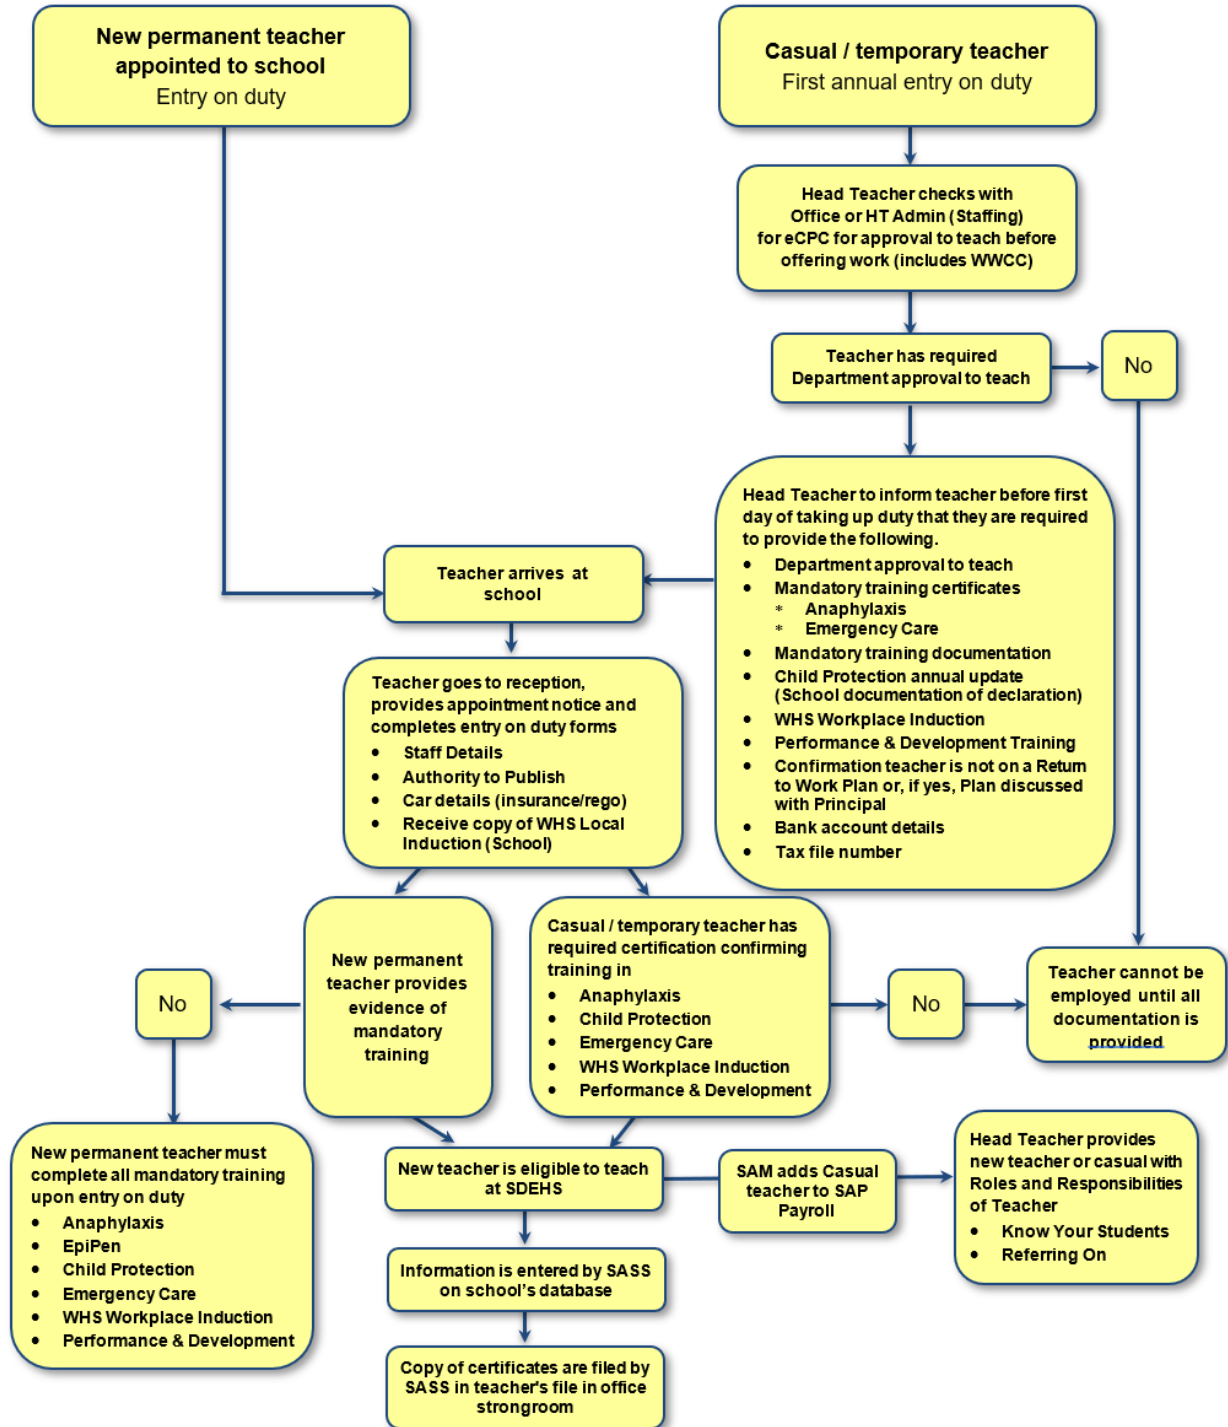 New permanent teacher
appointed to school
Entry on duty
Casual / temporary teacher
First annual entry on duty
Head Teacher checks with
Office or HT Admin (Staffing)
for eCPC for approval to teach before
offering work (includes WWCC)
Teacher has required
Department approval to teach
No
Head Teacher to inform teacher before first
day of taking up duty that they are required
to provide the following.
• Department approval to teach
• Mandatory training certificates
* Anaphylaxis
* Emergency Care
• Mandatory training documentation
• Child Protection annual update
(School documentation of declaration)
• WHS Workplace Induction
• Performance & Development Training
• Confirmation teacher is not on a Return
to Work Plan or, if yes, Plan discussed
with Principal
• Bank account details
• Tax file number
Teacher arrives at
school
Teacher goes to reception,
provides appointment notice and
completes entry on duty forms
• Staff Details
• Authority to Publish
• Car details (insurance/rego)
• Receive copy of WHS Local
Induction (School)
No
New permanent
teacher provides
evidence of
mandatory
training
Casual / temporary teacher has
required certification confirming
training in
• Anaphylaxis
• Child Protection
• Emergency Care
• WHS Workplace Induction
• Performance & Development
No
Teacher cannot be
employed until all
documentation is
provided
New permanent teacher must
complete all mandatory training
upon entry on duty
• Anaphylaxis
• EpiPen
• Child Protection
• Emergency Care
• WHS Workplace Induction
• Performance & Development
New teacher is eligible to teach
at SDEHS
SAM adds Casual
teacher to SAP
Payroll
Head Teacher provides
new teacher or casual with
Roles and Responsibilities
of Teacher
• Know Your Students
• Referring On
Information is entered by SASS
on school's database
Copy of certificates are filed by
SASS in teacher's file in office
strongroom